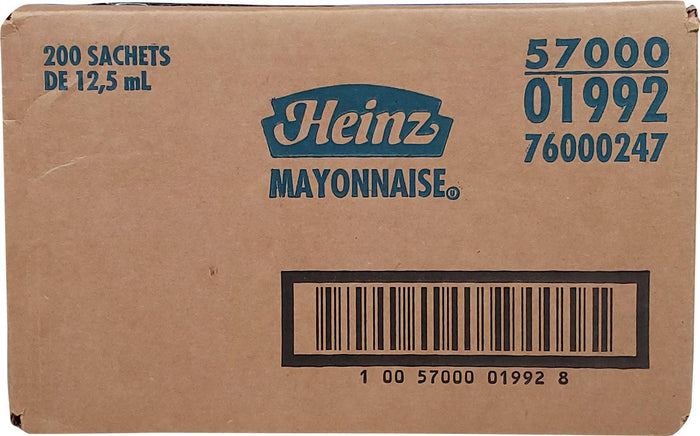 200 SACHETS
DE 12,5 mL
Heinz
MAYONNAISE Ⓤ
57000
01992
76000247
1 00 57000 01992 8